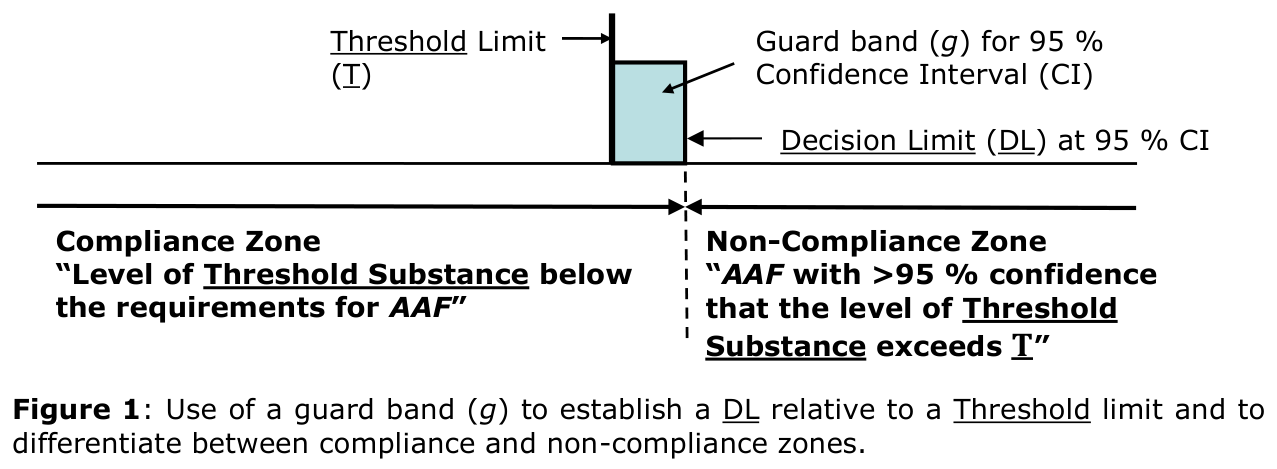 Threshold Limit
(T)
Guard band (g) for 95 %
Confidence Interval (CI)
Decision Limit (DL) at 95 % CI
Compliance Zone
“Level of Threshold Substance below
the requirements for AAF”
Non-Compliance Zone
“AAF with >95 % confidence
that the level of Threshold
Substance exceeds T”
Figure 1: Use of a guard band (g) to establish a DL relative to a Threshold limit and to
differentiate between compliance and non-compliance zones.